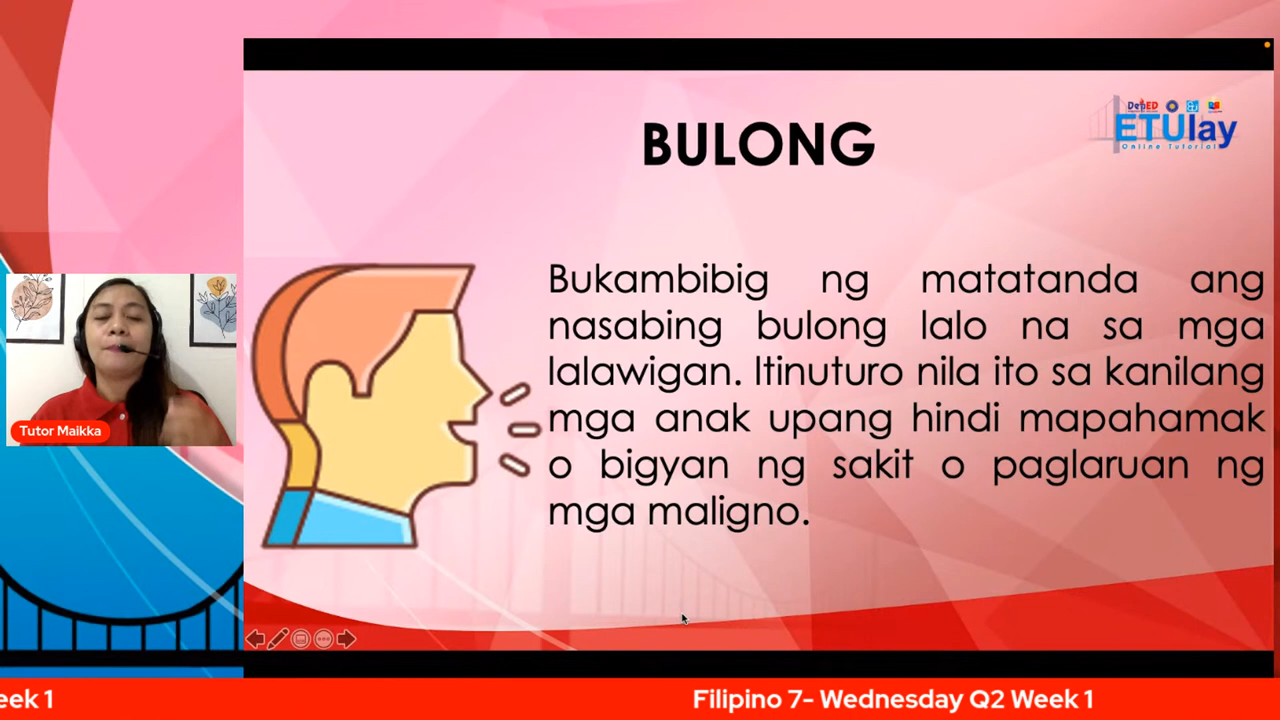 BULONG
DepED
ETUlay
Online Tutorial
Bukambibig ng matatanda ang
nasabing bulong lalo na sa mga
lalawigan. Itinuturo nila ito sa kanilang
mga anak upang hindi mapahamak
o bigyan ng sakit o paglaruan ng
mga maligno.
Tutor Maikka
eek 1
Filipino 7- Wednesday Q2 Week 1